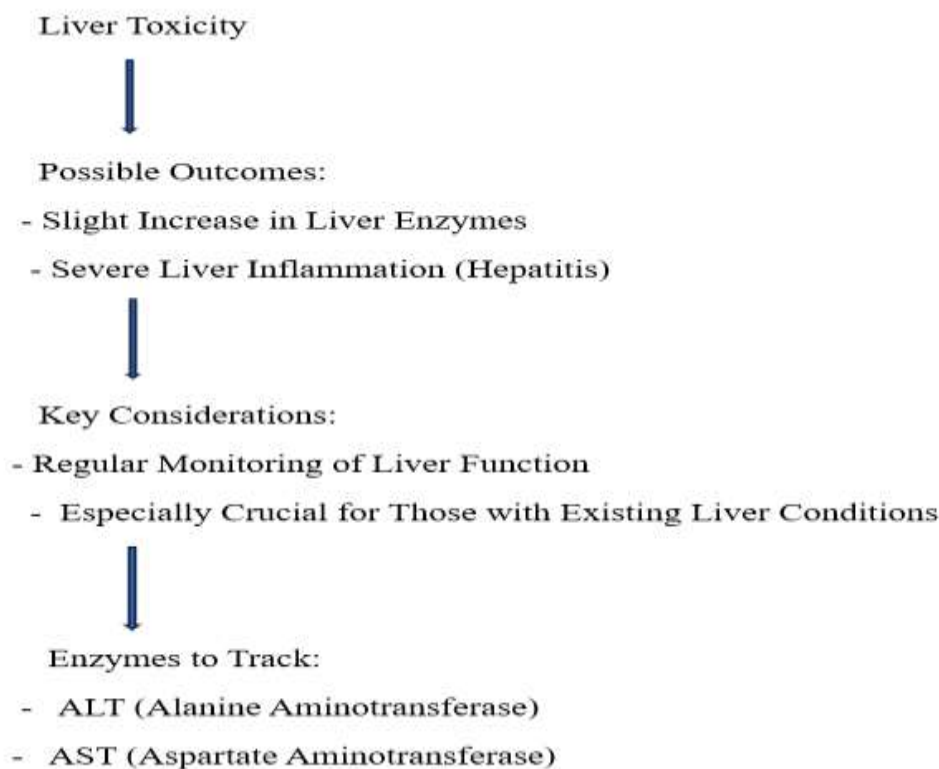 Liver Toxicity
Possible Outcomes:
- Slight Increase in Liver Enzymes
- Severe Liver Inflammation (Hepatitis)
Key Considerations:
- Regular Monitoring of Liver Function
- Especially Crucial for Those with Existing Liver Conditions
Enzymes to Track:
- ALT (Alanine Aminotransferase)
- AST (Aspartate Aminotransferase)